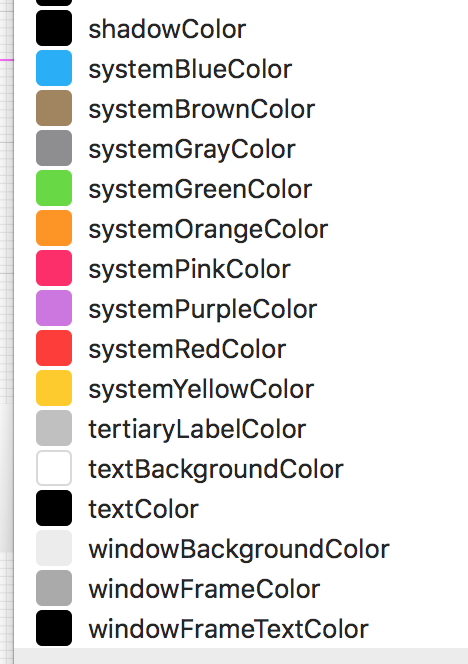 shadowColor
systemBlueColor
systemBrownColor
systemGrayColor
systemGreenColor
systemOrangeColor
systemPinkColor
systemPurpleColor
systemRedColor
systemYellowColor
tertiaryLabelColor
textBackgroundColor
textColor
windowBackgroundColor
windowFrameColor
windowFrameTextColor